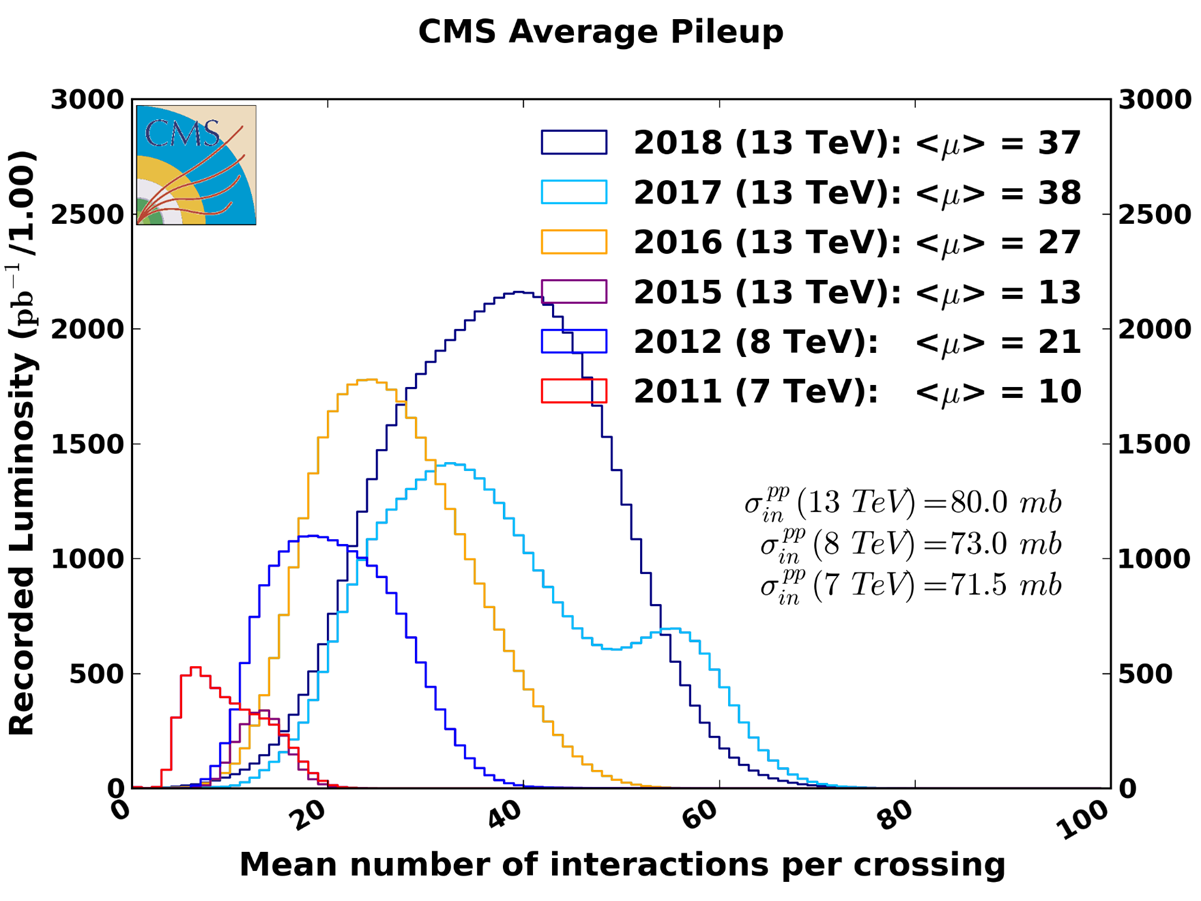 CMS Average Pileup
3000
2500
2000
1500
1000
500
0
Recorded Luminosity (pb⁻¹/1.00)
CMS
2018 (13 TeV): <μ> = 37
2017 (13 TeV): <μ> = 38
2016 (13 TeV): <μ> = 27
2015 (13 TeV): <μ> = 13
2012 (8 TeV): <μ> = 21
2011 (7 TeV): <μ> = 10
σ_in^pp (13 TeV)=80.0 mb
σ_in^pp (8 TeV)=73.0 mb
σ_in^pp (7 TeV)=71.5 mb
3000
2500
2000
1500
1000
500
0
0 20 40 60 80 100
Mean number of interactions per crossing